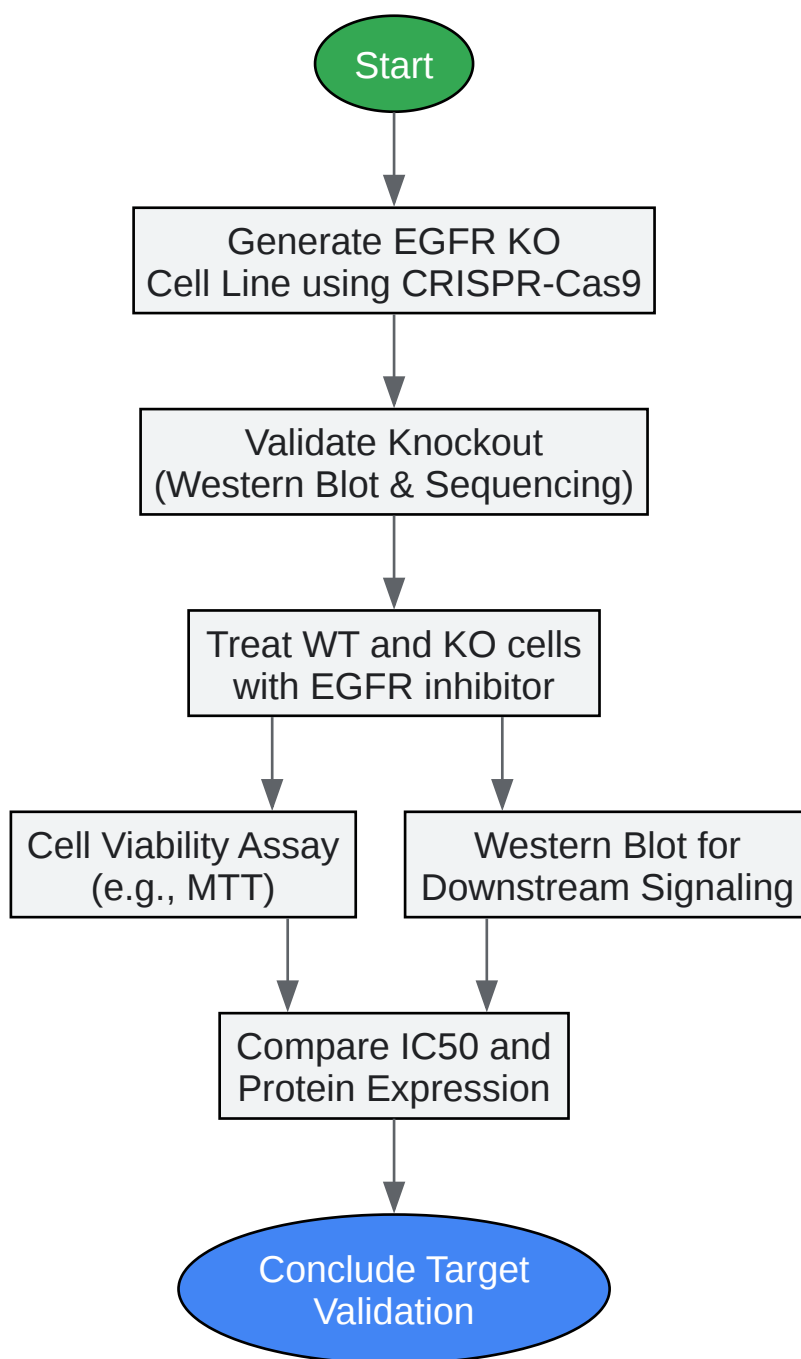 Start
Generate EGFR KO
Cell Line using CRISPR-Cas9
Validate Knockout
(Western Blot & Sequencing)
Treat WT and KO cells
with EGFR inhibitor
Cell Viability Assay
(e.g., MTT)
Western Blot for
Downstream Signaling
Compare IC50 and
Protein Expression
Conclude Target
Validation